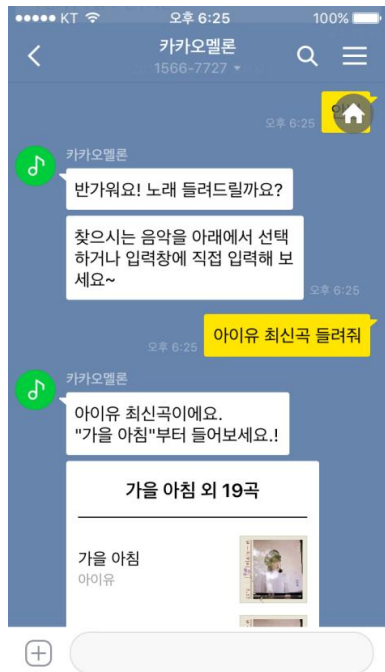 KT 오후 6:25 100%
카카오멜론
1566-7727
오후 6:25
카카오멜론
반가워요! 노래 들려드릴까요?
찾으시는 음악을 아래에서 선택
하거나 입력창에 직접 입력해 보
세요~
오후 6:25
아이유 최신곡 들려줘
오후 6:25
카카오멜론
아이유 최신곡이에요.
"가을 아침"부터 들어보세요.!
가을 아침 외 19곡
가을 아침
아이유